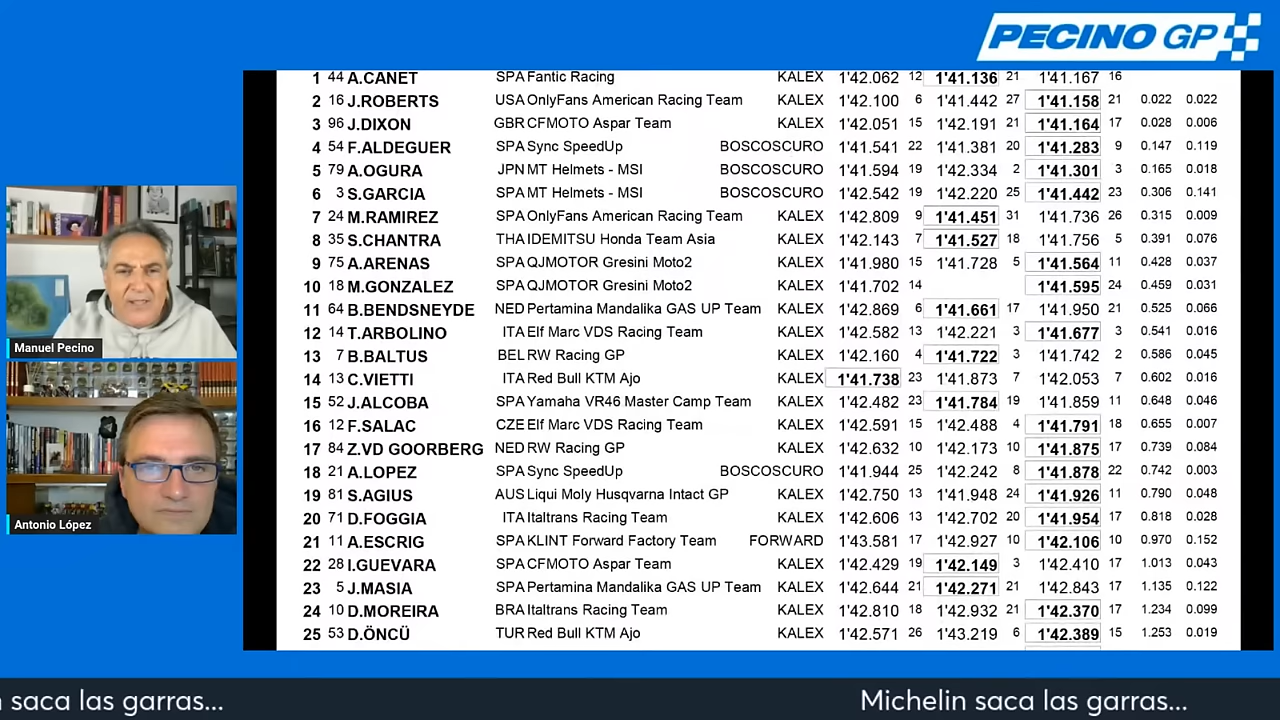 PECINO GP
1 44 A.CANET SPA Fantic Racing KALEX 1'42.062 12 1'41.136 21 1'41.167 16
2 16 J.ROBERTS USA OnlyFans American Racing Team KALEX 1'42.100 6 1'41.442 27 1'41.158 21 0.022 0.022
3 96 J.DIXON GBR CFMOTO Aspar Team KALEX 1'42.051 15 1'42.191 21 1'41.164 17 0.028 0.006
4 54 F.ALDEGUER SPA Sync SpeedUp BOSCOSCURO 1'41.541 22 1'41.381 20 1'41.283 9 0.147 0.119
5 79 A.OGURA JPN MT Helmets - MSI BOSCOSCURO 1'41.594 19 1'42.334 2 1'41.301 3 0.165 0.018
6 3 S.GARCIA SPA MT Helmets - MSI BOSCOSCURO 1'42.542 19 1'42.220 25 1'41.442 23 0.306 0.141
7 24 M.RAMIREZ SPA OnlyFans American Racing Team KALEX 1'42.809 9 1'41.451 31 1'41.736 26 0.315 0.009
8 35 S.CHANTRA THA IDEMITSU Honda Team Asia KALEX 1'42.143 7 1'41.527 18 1'41.756 5 0.391 0.076
9 75 A.ARENAS SPA QJMOTOR Gresini Moto2 KALEX 1'41.980 15 1'41.728 5 1'41.564 11 0.428 0.037
10 18 M.GONZALEZ SPA QJMOTOR Gresini Moto2 KALEX 1'41.702 14 1'41.595 24 0.459 0.031
11 64 B.BENDSNEYDE NED Pertamina Mandalika GAS UP Team KALEX 1'42.869 6 1'41.661 17 1'41.950 21 0.525 0.066
12 14 T.ARBOLINO ITA Elf Marc VDS Racing Team KALEX 1'42.582 13 1'42.221 3 1'41.677 3 0.541 0.016
13 7 B.BALTUS BEL RW Racing GP KALEX 1'42.160 4 1'41.722 3 1'41.742 2 0.586 0.045
14 13 C.VIETTI ITA Red Bull KTM Ajo KALEX 1'41.738 23 1'41.873 7 1'42.053 7 0.602 0.016
15 52 J.ALCOBA SPA Yamaha VR46 Master Camp Team KALEX 1'42.482 23 1'41.784 19 1'41.859 11 0.648 0.046
16 12 F.SALAC CZE Elf Marc VDS Racing Team KALEX 1'42.591 15 1'42.488 4 1'41.791 18 0.655 0.007
17 84 Z.VD GOORBERG NED RW Racing GP KALEX 1'42.632 10 1'42.173 10 1'41.875 17 0.739 0.084
18 21 A.LOPEZ SPA Sync SpeedUp BOSCOSCURO 1'41.944 25 1'42.242 8 1'41.878 22 0.742 0.003
19 81 S.AGIUS AUS Liqui Moly Husqvarna Intact GP KALEX 1'42.750 13 1'41.948 24 1'41.926 11 0.790 0.048
20 71 D.FOGGIA ITA Italtrans Racing Team KALEX 1'42.606 13 1'42.702 20 1'41.954 17 0.818 0.028
21 11 A.ESCRIG SPA KLINT Forward Factory Team FORWARD 1'43.581 17 1'42.927 10 1'42.106 10 0.970 0.152
22 28 I.GUEVARA SPA CFMOTO Aspar Team KALEX 1'42.429 19 1'42.149 3 1'42.410 17 1.013 0.043
23 5 J.MASIA SPA Pertamina Mandalika GAS UP Team KALEX 1'42.644 21 1'42.271 21 1'42.843 17 1.135 0.122
24 10 D.MOREIRA BRA Italtrans Racing Team KALEX 1'42.810 18 1'42.932 21 1'42.370 17 1.234 0.099
25 53 D.ÖNCÜ TUR Red Bull KTM Ajo KALEX 1'42.571 26 1'43.219 6 1'42.389 15 1.253 0.019
Manuel Pecino
Antonio López
saca las garras...
Michelin saca las garras...